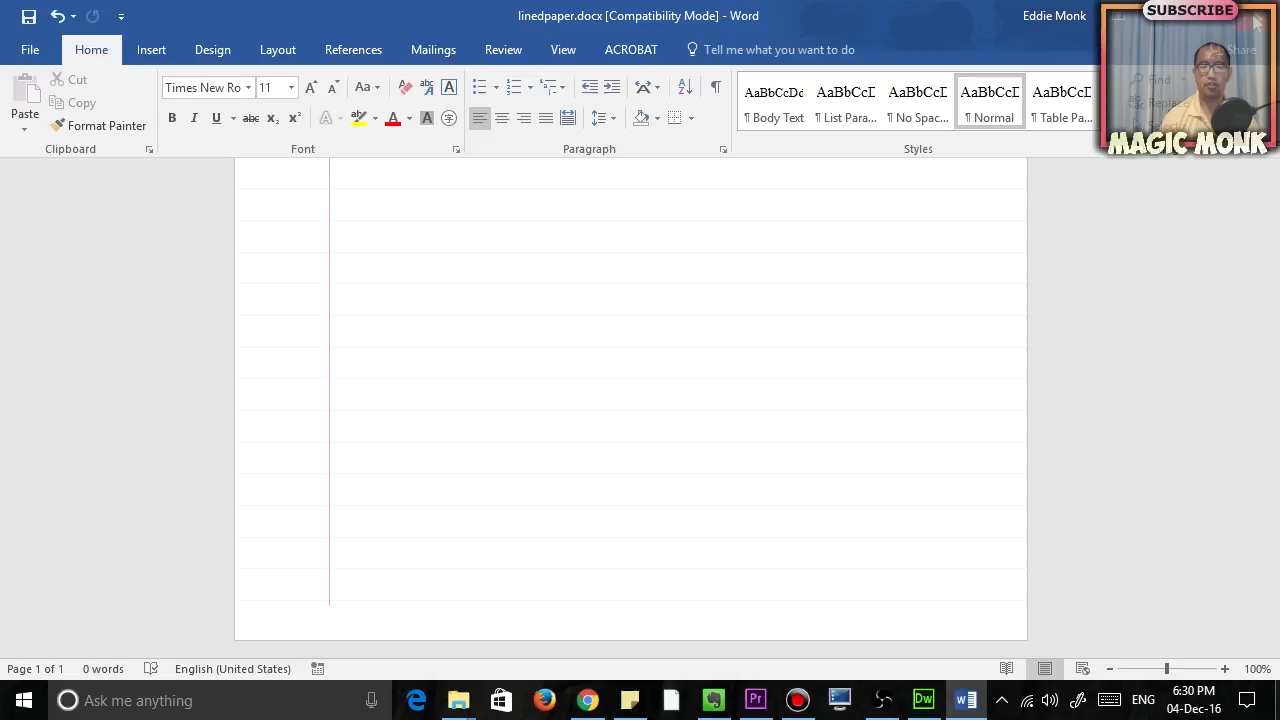 linedpaper.docx [Compatibility Mode] - Word
Eddie Monk
SUBSCRIBE
File
Home
Insert
Design
Layout
References
Mailings
Review
View
ACROBAT
Tell me what you want to do
Share
Paste
Cut
Copy
Format Painter
Times New Ro
11
AaBbCcDc
AaBbCcI
AaBbCcI
AaBbCcI
AaBbCcI
¶ Body Text
¶ List Para...
¶ No Spac...
¶ Normal
¶ Table Pa...
Find
Replace
MAGIC MONK
Clipboard
Font
Paragraph
Styles
Page 1 of 1
0 words
English (United States)
100%
Ask me anything
ENG
6:30 PM
04-Dec-16